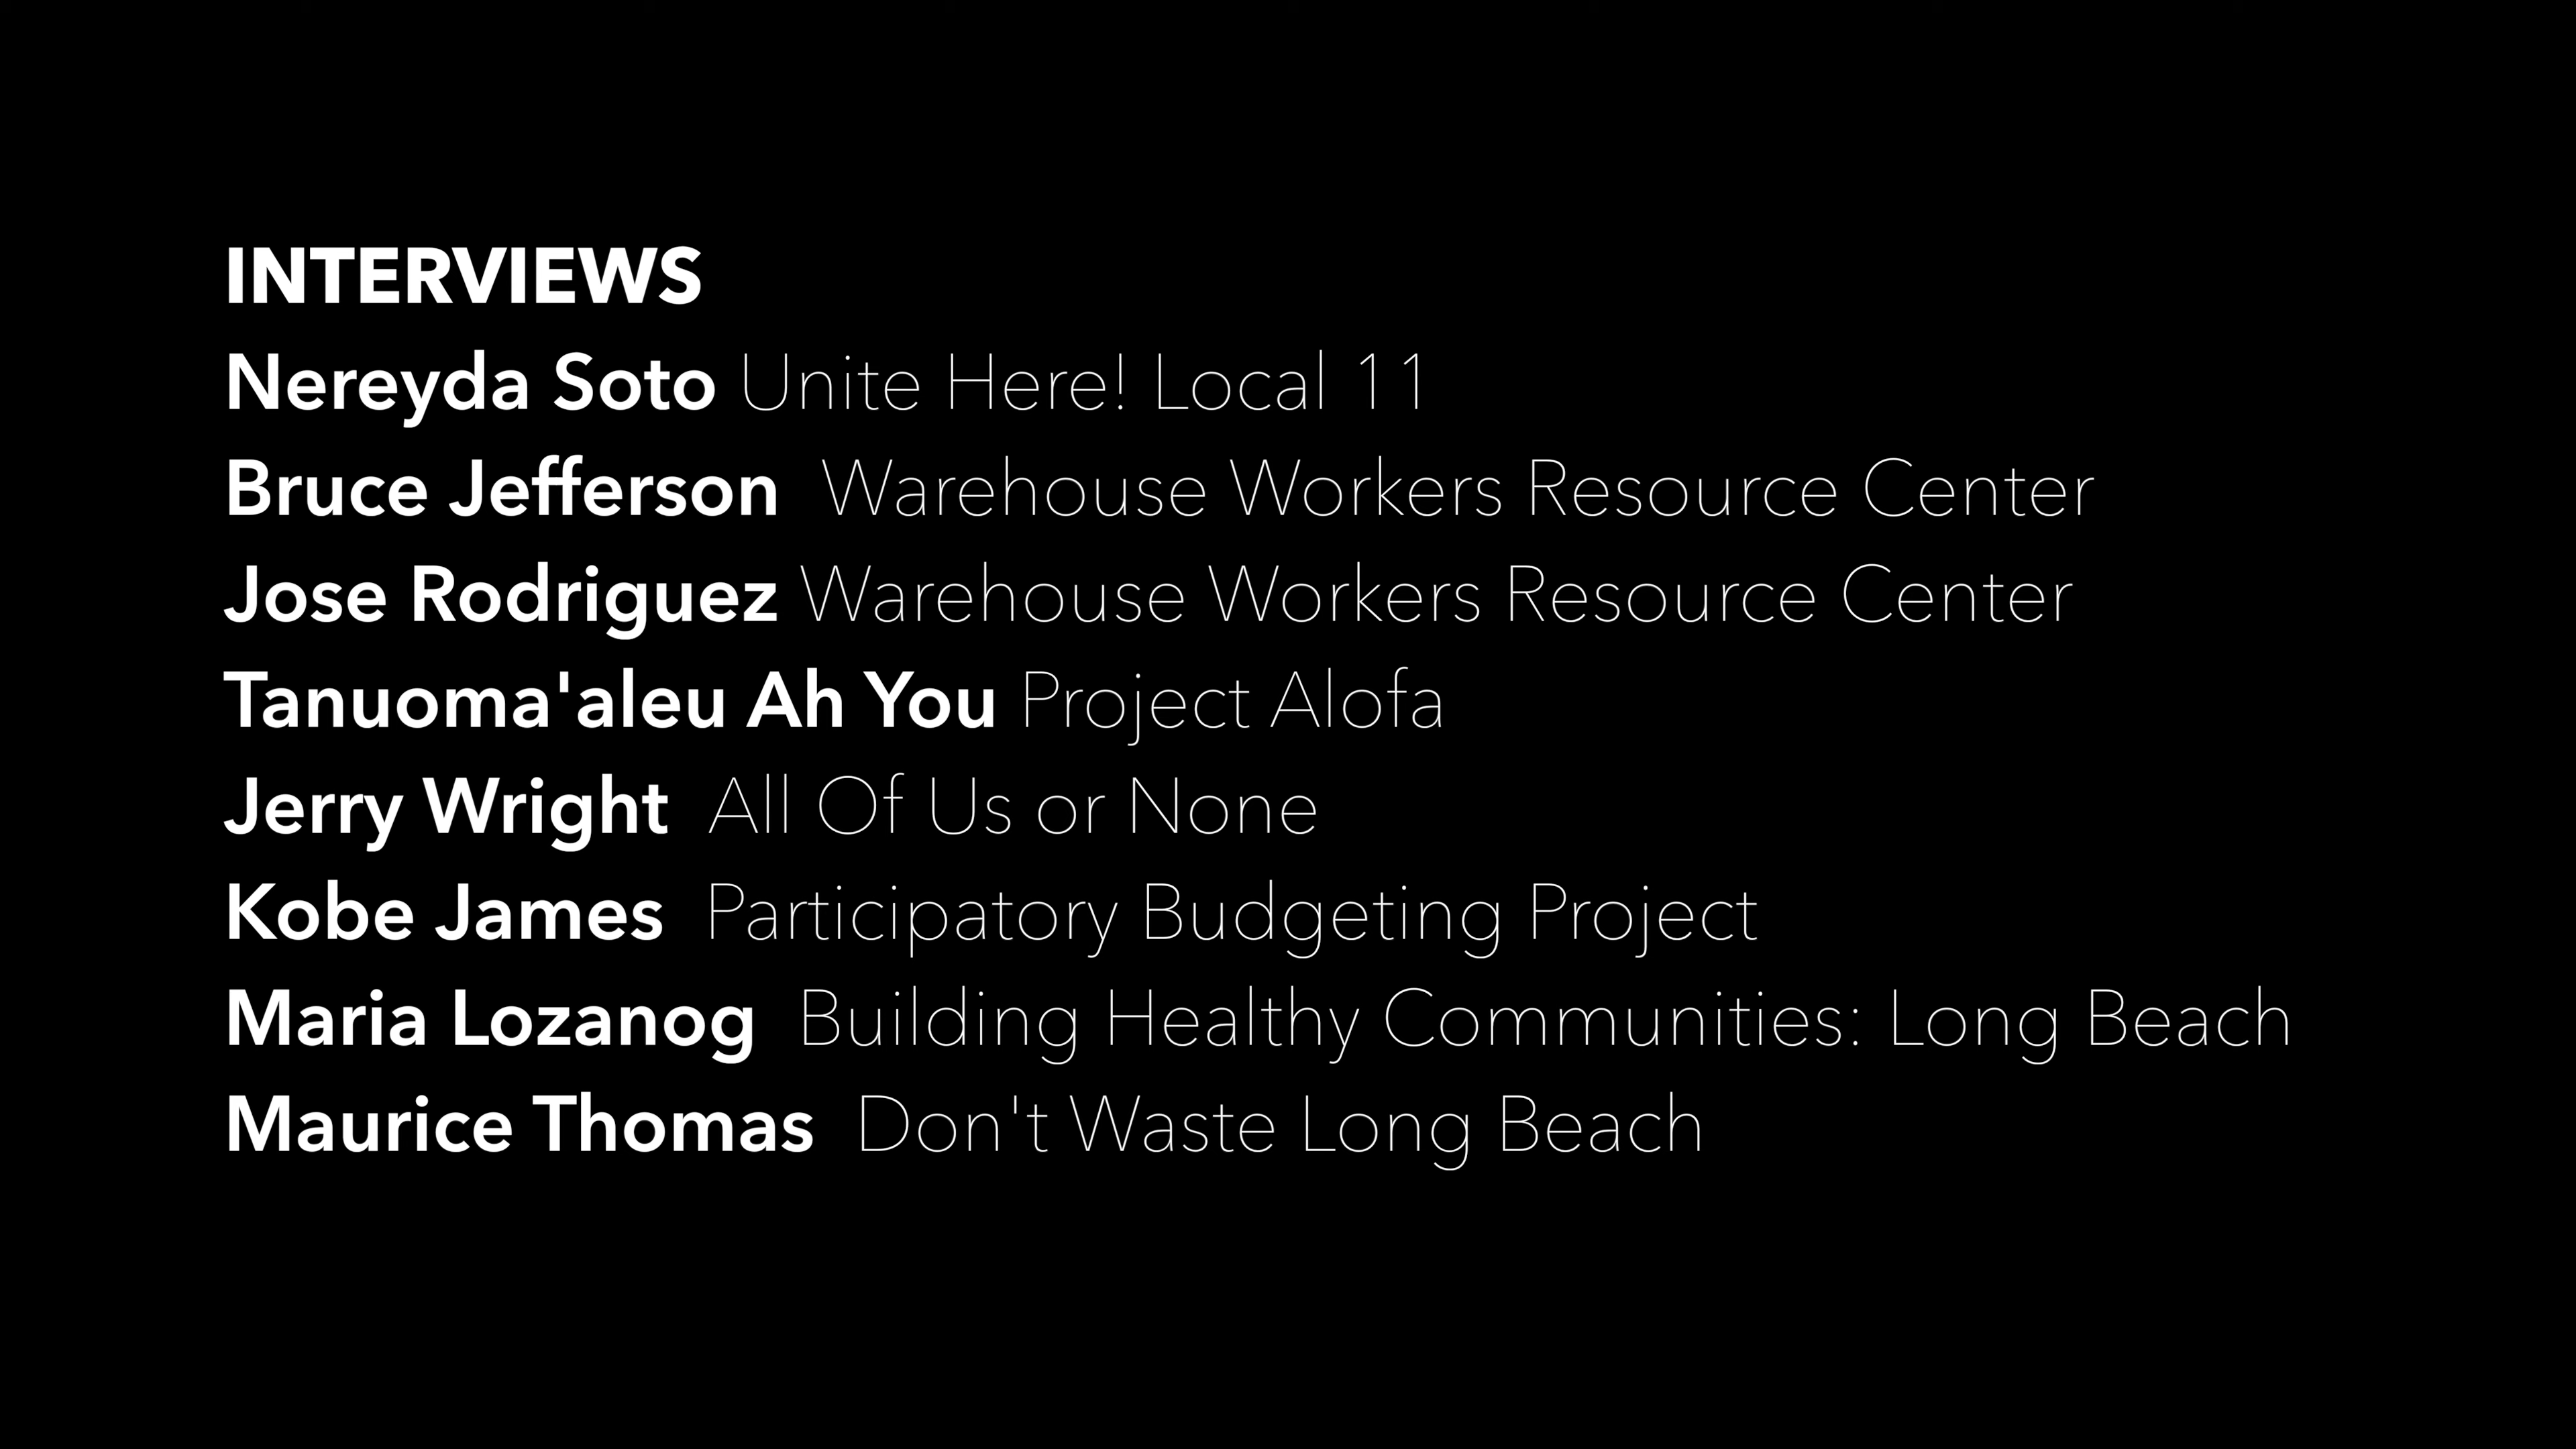 INTERVIEWS
Nereyda Soto Unite Here! Local 11
Bruce Jefferson Warehouse Workers Resource Center
Jose Rodriguez Warehouse Workers Resource Center
Tanuoma'aleu Ah You Project Alofa
Jerry Wright All Of Us or None
Kobe James Participatory Budgeting Project
Maria Lozanog Building Healthy Communities: Long Beach
Maurice Thomas Don't Waste Long Beach